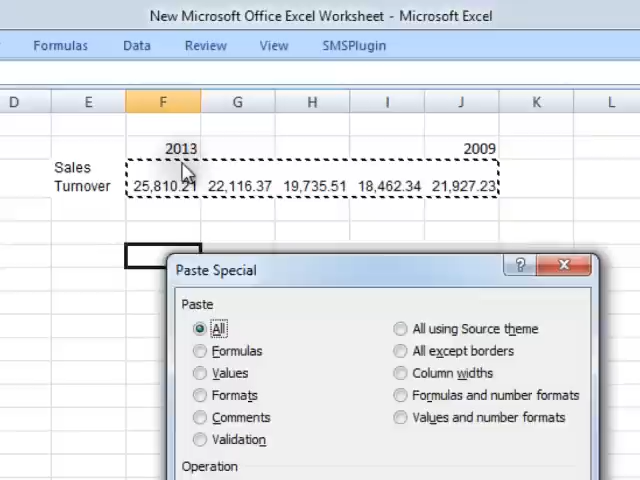 New Microsoft Office Excel Worksheet - Microsoft Excel
Formulas Data Review View SMSPlugin
D E F G H I J K L
2013 2009
Sales
Turnover 25,810.21 22,116.37 19,735.51 18,462.34 21,927.23
Paste Special
Paste
All All using Source theme
Formulas All except borders
Values Column widths
Formats Formulas and number formats
Comments Values and number formats
Validation
Operation